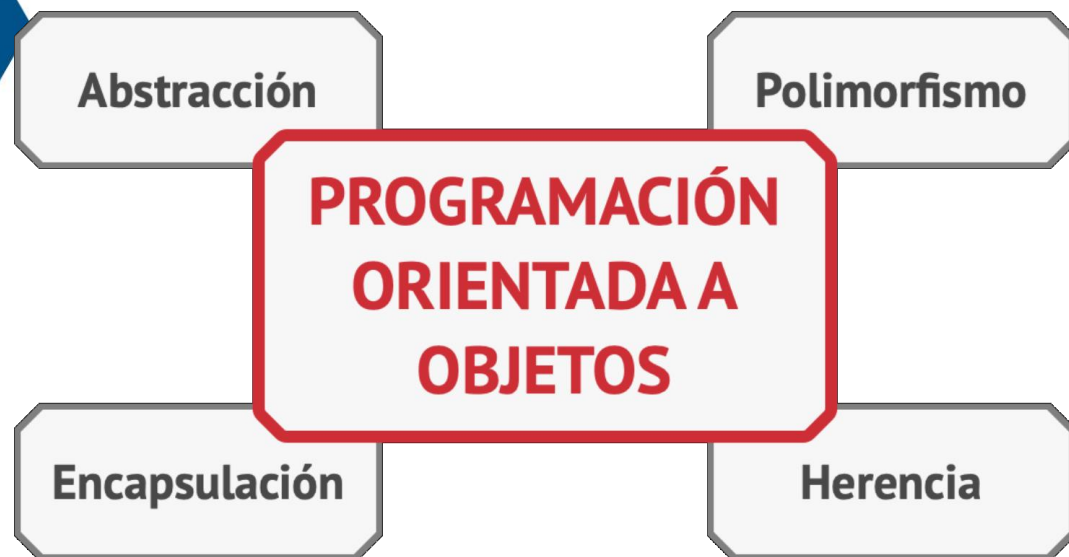 Abstracción
Polimorfismo
PROGRAMACIÓN
ORIENTADA A
OBJETOS
Encapsulación
Herencia